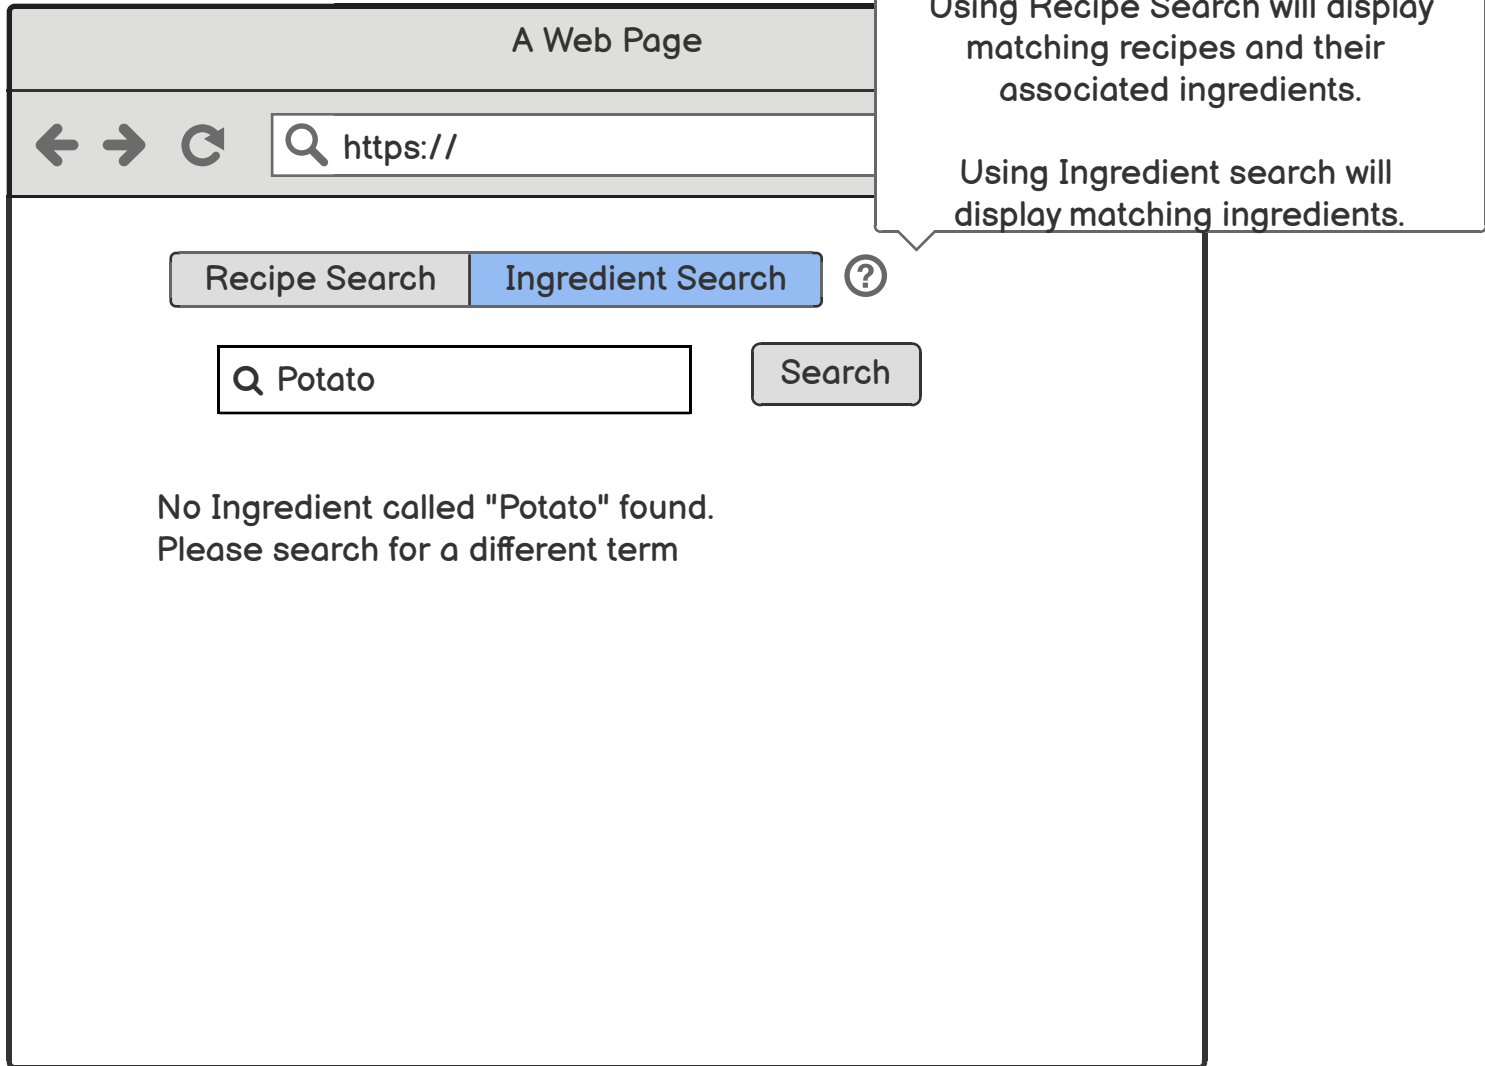 A Web Page
https://
Using Recipe Search will display
matching recipes and their
associated ingredients.
Using Ingredient search will
display matching ingredients.
Recipe Search
Ingredient Search
?
Potato
Search
No Ingredient called "Potato" found.
Please search for a different term